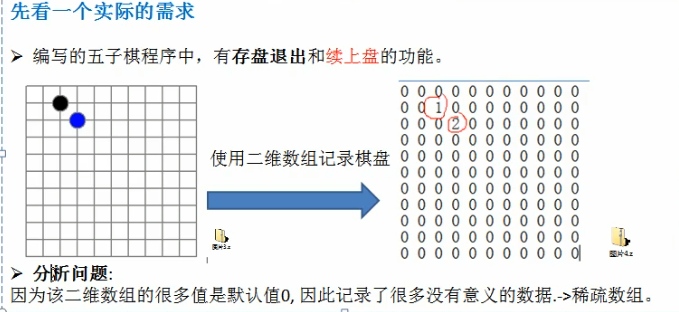 先看一个实际的需求
➤ 编写的五子棋程序中，有存盘退出和续上盘的功能。
使用二维数组记录棋盘
0 0 0 0 0 0 0 0 0 0 0
0 0 1 0 0 0 0 0 0 0 0
0 0 0 2 0 0 0 0 0 0 0
0 0 0 0 0 0 0 0 0 0 0
0 0 0 0 0 0 0 0 0 0 0
0 0 0 0 0 0 0 0 0 0 0
0 0 0 0 0 0 0 0 0 0 0
0 0 0 0 0 0 0 0 0 0 0
0 0 0 0 0 0 0 0 0 0 0
0 0 0 0 0 0 0 0 0 0 0
0 0 0 0 0 0 0 0 0 0 0
图片3.z
图片4.z
➤ 分析问题:
因为该二维数组的很多值是默认值0, 因此记录了很多没有意义的数据.->稀疏数组。